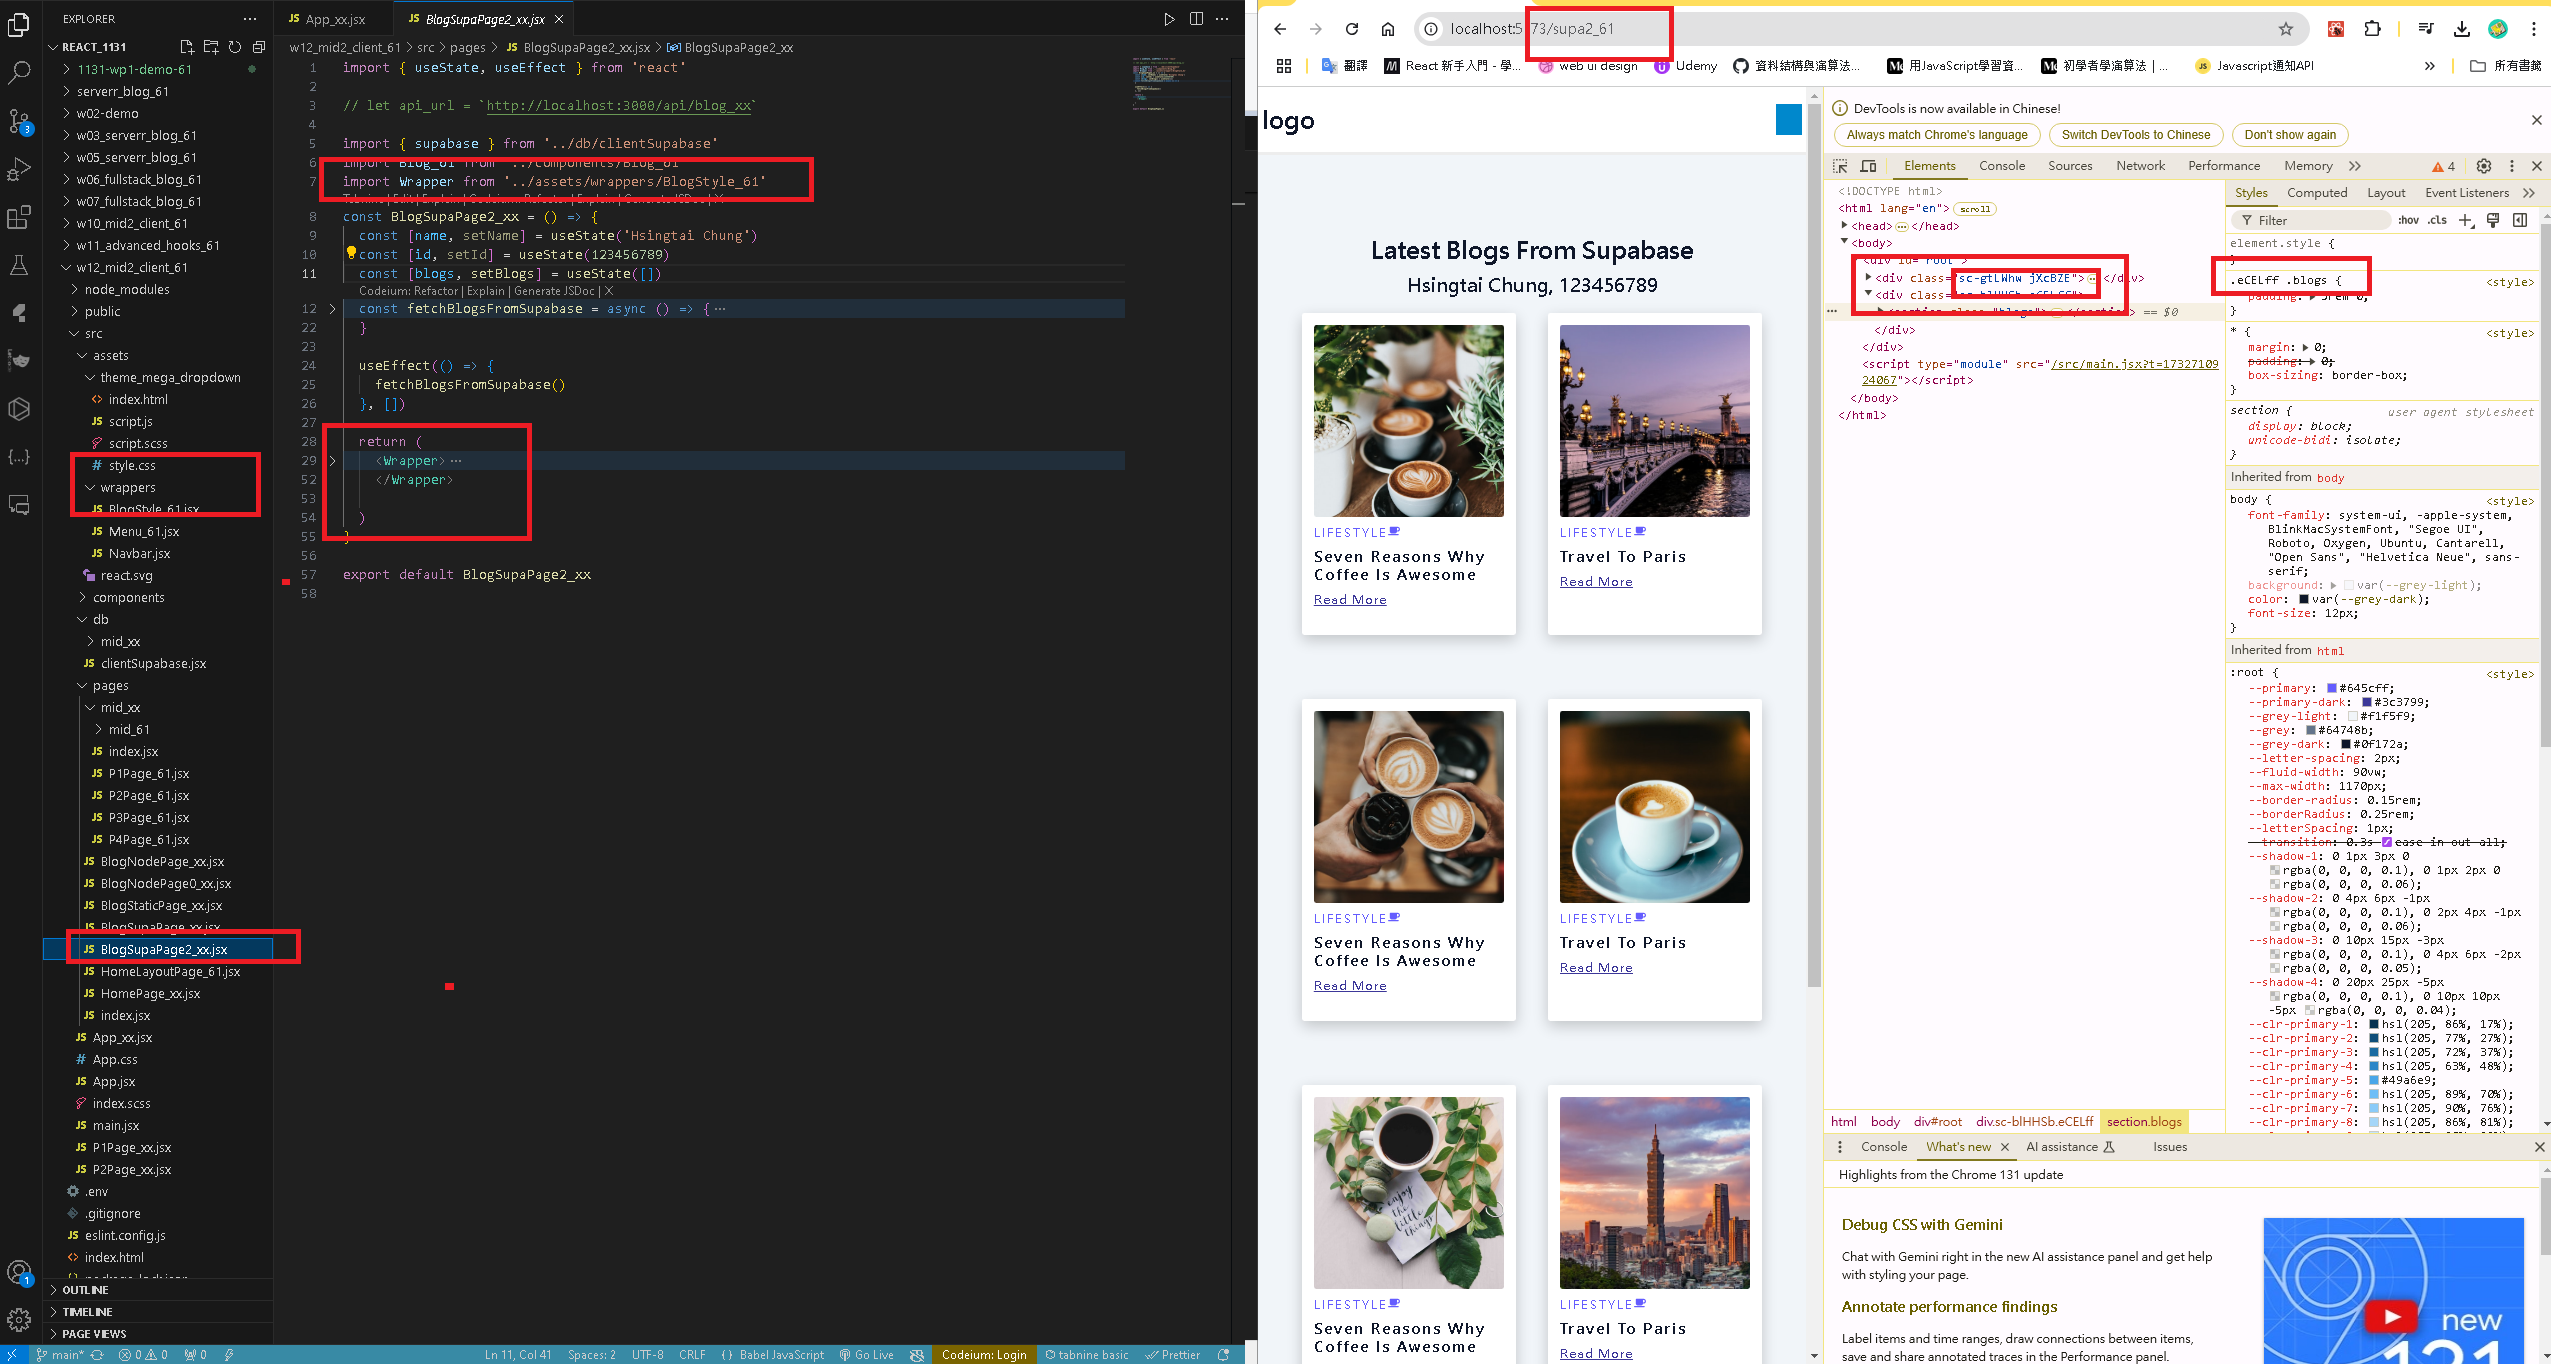 EXPLORER
REACT_1131
1131-wp1-demo-61
serverr_blog_61
w02-demo
w03_serverr_blog_61
w05_serverr_blog_61
w06_fullstack_blog_61
w07_fullstack_blog_61
w10_mid2_client_61
w11_advanced_hooks_61
w12_mid2_client_61
node_modules
public
src
assets
theme_mega_dropdown
index.html
script.js
script.scss
style.css
wrappers
BlogStyle_61.jsx
Menu_61.jsx
Navbar.jsx
react.svg
components
db
mid_xx
clientSupabase.jsx
pages
mid_xx
mid_61
index.jsx
P1Page_61.jsx
P2Page_61.jsx
P3Page_61.jsx
P4Page_61.jsx
BlogNodePage_xx.jsx
BlogNodePage0_xx.jsx
BlogStaticPage_xx.jsx
BlogSupaPage_xx.jsx
BlogSupaPage2_xx.jsx
HomeLayoutPage_61.jsx
HomePage_xx.jsx
index.jsx
App_xx.jsx
App.css
App.jsx
index.scss
main.jsx
P1Page_xx.jsx
P2Page_xx.jsx
.env
.gitignore
eslint.config.js
index.html
OUTLINE
TIMELINE
PAGE VIEWS
App_xx.jsx
BlogSupaPage2_xx.jsx
w12_mid2_client_61 > src > pages > BlogSupaPage2_xx.jsx > BlogSupaPage2_xx
1 import { useState, useEffect } from 'react'
2
3 // let api_url = `http://localhost:3000/api/blog_xx`
4
5 import { supabase } from '../db/clientSupabase'
6 import Blog_UI from '../components/Blog_UI'
7 import Wrapper from '../assets/wrappers/BlogStyle_61'
8 const BlogSupaPage2_xx = () => {
9 const [name, setName] = useState('Hsingtai Chung')
10 const [id, setId] = useState(123456789)
11 const [blogs, setBlogs] = useState([])
Codeium: Refactor | Explain | Generate JSDoc | X
12 const fetchBlogsFromSupabase = async () => { ⋯
22 }
23
24 useEffect(() => {
25 fetchBlogsFromSupabase()
26 }, [])
27
28 return (
29 <Wrapper> ⋯
52 </Wrapper>
53
54 )
55 }
56
57 export default BlogSupaPage2_xx
58
main* 0 0 0 Ln 11, Col 41 Spaces: 2 UTF-8 CRLF { } Babel JavaScript Go Live Codeium: Login tabnine basic Prettier
localhost:5173/supa2_61
翻譯
React 新手入門 - 學...
web ui design
Udemy
資料結構與演算法...
用JavaScript學習資...
初學者學演算法 | ...
Javascript通知API
所有書籤
logo
Latest Blogs From Supabase
Hsingtai Chung, 123456789
LIFESTYLE
Seven Reasons Why
Coffee Is Awesome
Read More
LIFESTYLE
Travel To Paris
Read More
LIFESTYLE
Seven Reasons Why
Coffee Is Awesome
Read More
LIFESTYLE
Travel To Paris
Read More
LIFESTYLE
Seven Reasons Why
Coffee Is Awesome
LIFESTYLE
Travel To Paris
Read More
DevTools is now available in Chinese!
Always match Chrome's language
Switch DevTools to Chinese
Don't show again
Elements Console Sources Network Performance Memory 4
<!DOCTYPE html>
<html lang="en"> scroll
<head> ⋯ </head>
<body>
<div id="root">
<div class="sc-gtLWhw jXcBZE"> ⋯ </div>
<div class="sc-blHHSb eCELff">
<section class="blogs"> ⋯ </section> == $0
</div>
</div>
<script type="module" src="/src/main.jsx?t=17327109
24067"></script>
</body>
</html>
html body div#root div.sc-blHHSb.eCELff section.blogs
Styles Computed Layout Event Listeners
Filter :hov .cls
element.style {
}
.eCELff .blogs { <style>
padding: 5rem 0;
}
* { <style>
margin: 0;
padding: 0;
box-sizing: border-box;
}
section { user agent stylesheet
display: block;
unicode-bidi: isolate;
}
Inherited from body
body { <style>
font-family: system-ui, -apple-system,
BlinkMacSystemFont, "Segoe UI",
Roboto, Oxygen, Ubuntu, Cantarell,
"Open Sans", "Helvetica Neue", sans-
serif;
background: var(--grey-light);
color: var(--grey-dark);
font-size: 12px;
}
Inherited from html
:root { <style>
--primary: #645cff;
--primary-dark: #3c3799;
--grey-light: #f1f5f9;
--grey: #64748b;
--grey-dark: #0f172a;
--letter-spacing: 2px;
--fluid-width: 90vw;
--max-width: 1170px;
--border-radius: 0.15rem;
--borderRadius: 0.25rem;
--letterSpacing: 1px;
--transition: 0.3s ease-in-out all;
--shadow-1: 0 1px 3px 0
rgba(0, 0, 0, 0.1), 0 1px 2px 0
rgba(0, 0, 0, 0.06);
--shadow-2: 0 4px 6px -1px
rgba(0, 0, 0, 0.1), 0 2px 4px -1px
rgba(0, 0, 0, 0.06);
--shadow-3: 0 10px 15px -3px
rgba(0, 0, 0, 0.1), 0 4px 6px -2px
rgba(0, 0, 0, 0.05);
--shadow-4: 0 20px 25px -5px
rgba(0, 0, 0, 0.1), 0 10px 10px
-5px rgba(0, 0, 0, 0.04);
--clr-primary-1: hsl(205, 86%, 17%);
--clr-primary-2: hsl(205, 77%, 27%);
--clr-primary-3: hsl(205, 72%, 37%);
--clr-primary-4: hsl(205, 63%, 48%);
--clr-primary-5: #49a6e9;
--clr-primary-6: hsl(205, 89%, 70%);
--clr-primary-7: hsl(205, 90%, 76%);
--clr-primary-8: hsl(205, 86%, 81%);
Console What's new AI assistance Issues
Highlights from the Chrome 131 update
Debug CSS with Gemini
Chat with Gemini right in the new AI assistance panel and get help
with styling your page.
Annotate performance findings
Label items and time ranges, draw connections between items,
save and share annotated traces in the Performance panel.
new
131